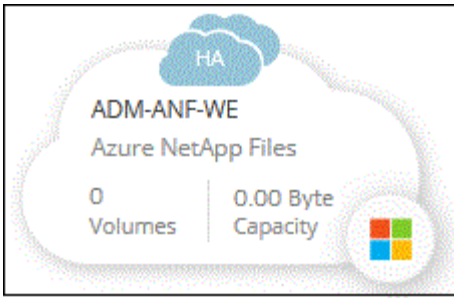 HA
ADM-ANF-WE
Azure NetApp Files
0
Volumes
0.00 Byte
Capacity